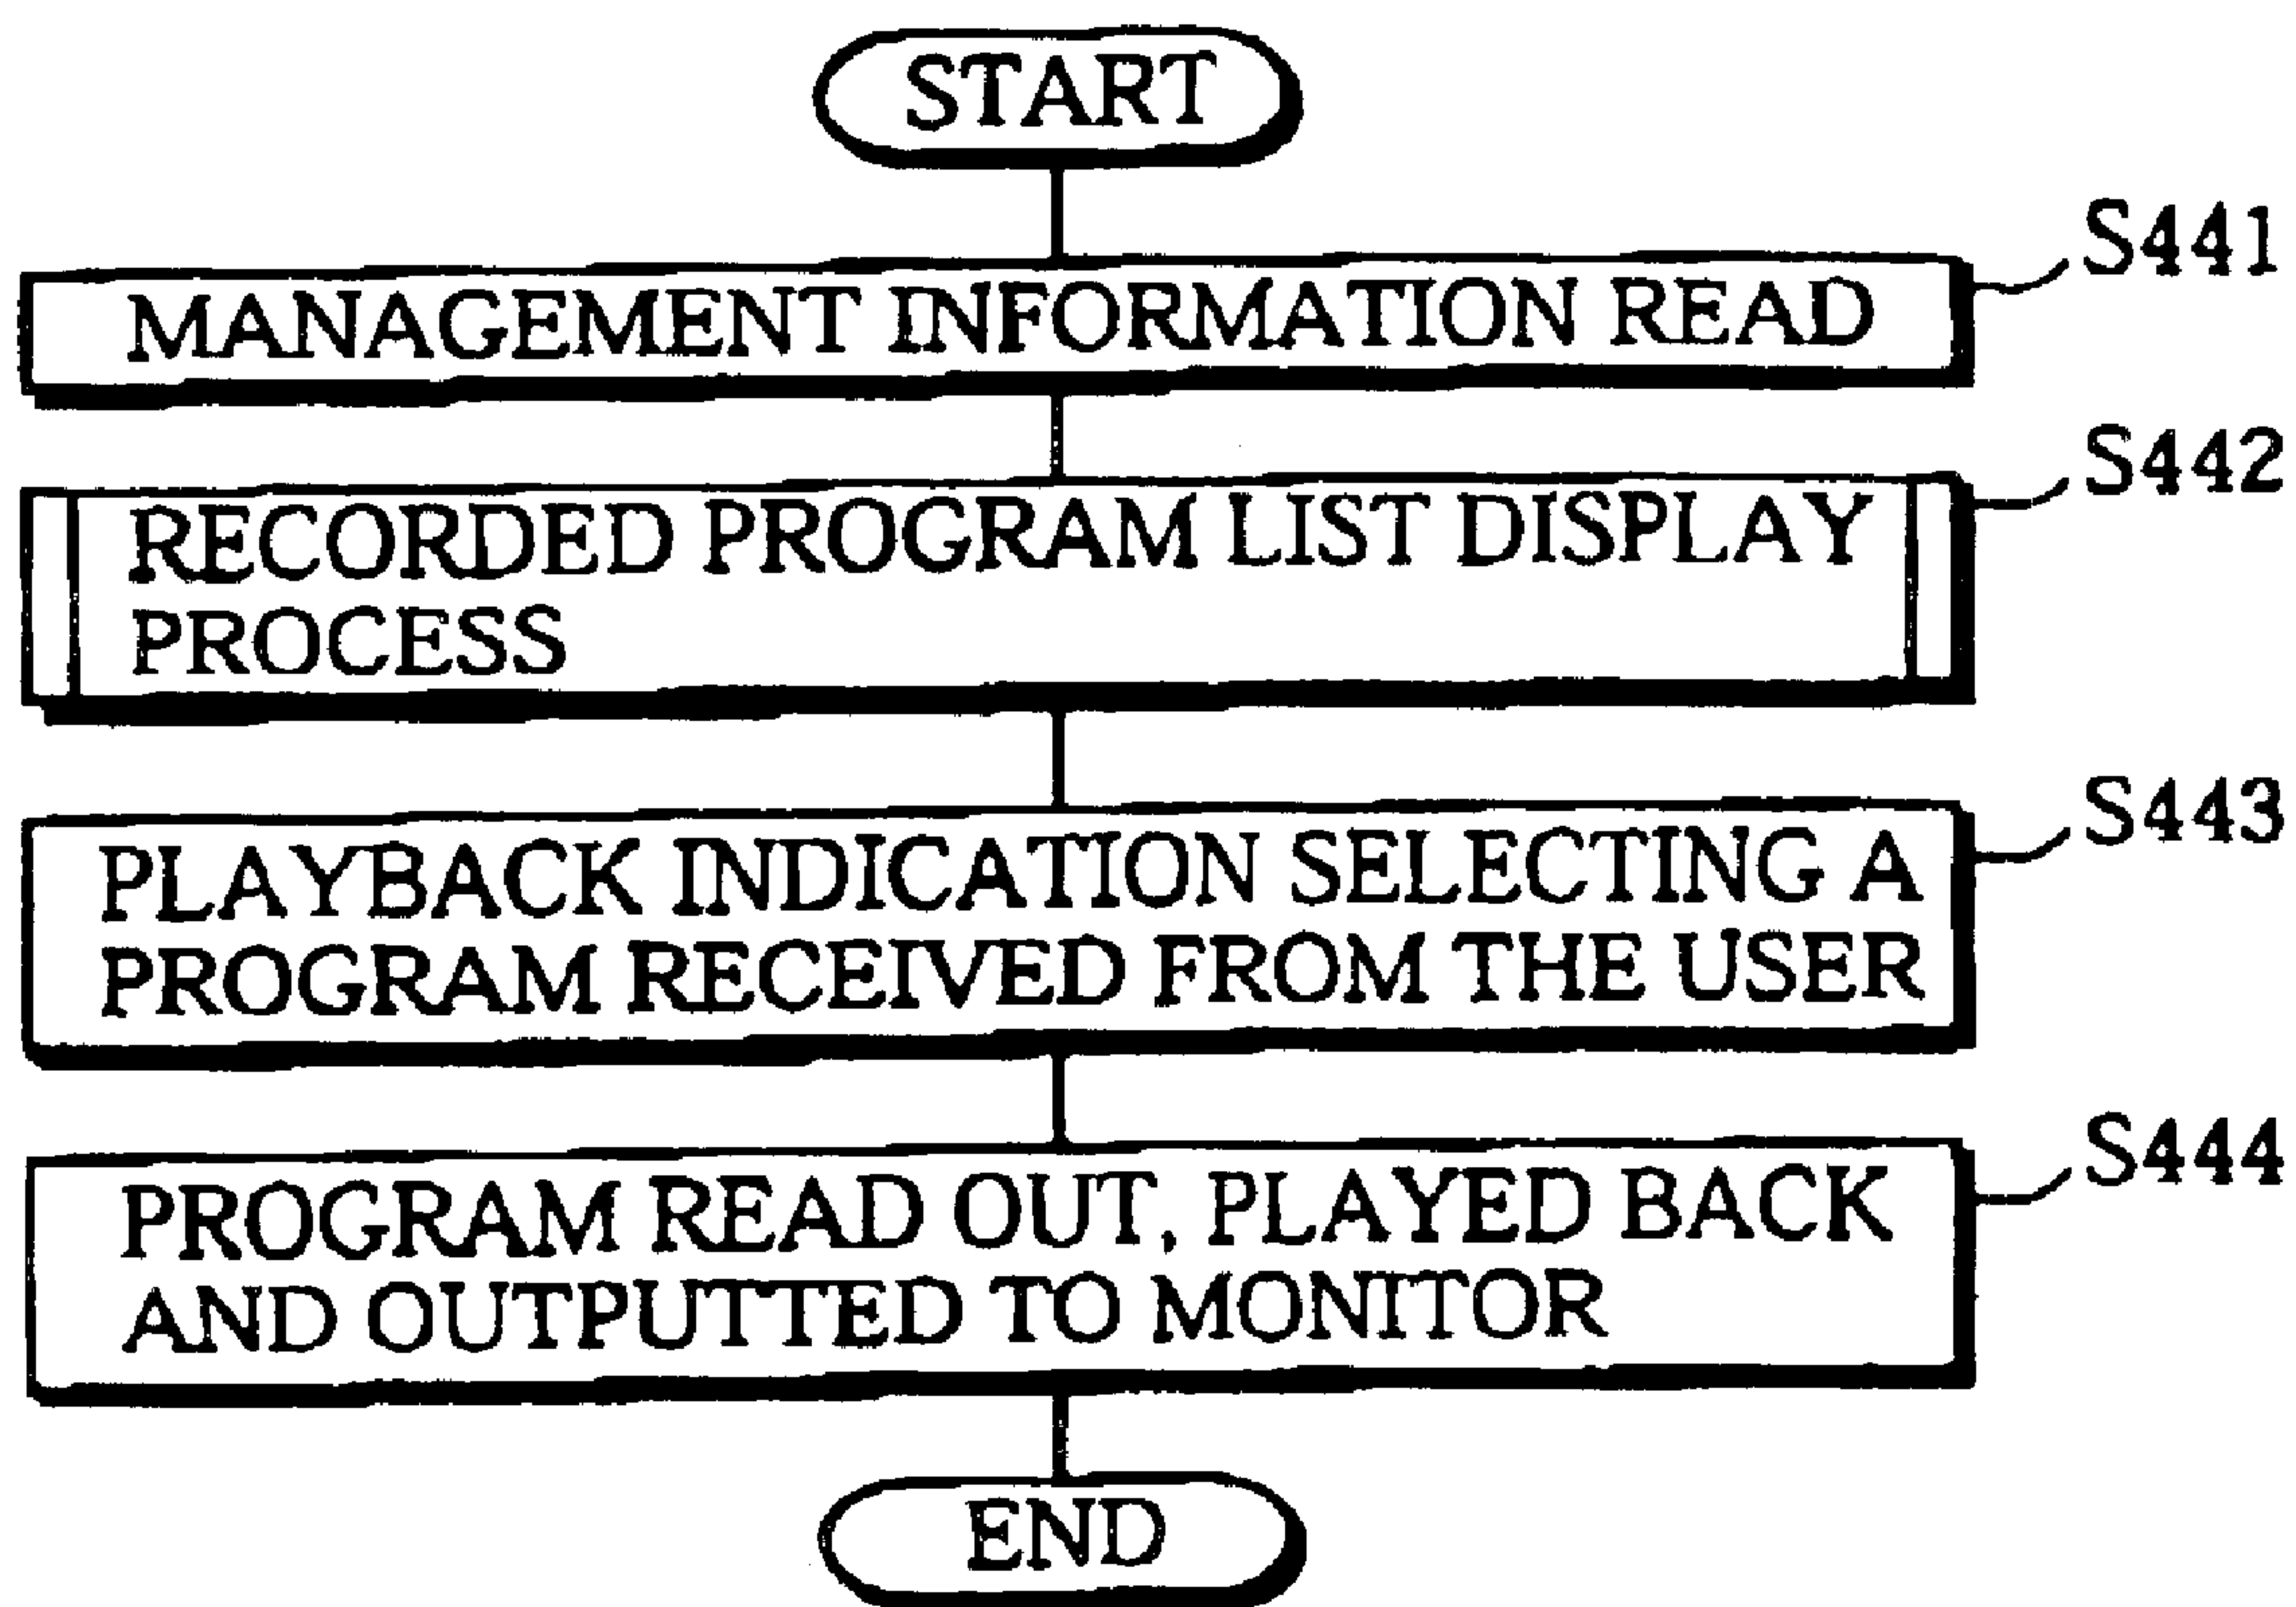 START
S441
MANAGEMENT INFORMATION READ
S442
RECORDED PROGRAM LIST DISPLAY
PROCESS
S443
PLAYBACK INDICATION SELECTING A
PROGRAM RECEIVED FROM THE USER
S444
PROGRAM READ OUT, PLAYED BACK
AND OUTPUTTED TO MONITOR
END